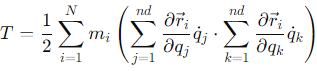 T = \frac{1}{2} \sum_{i=1}^{N} m_i \left( \sum_{j=1}^{nd} \frac{\partial \vec{r}_i}{\partial q_j} \dot{q}_j \cdot \sum_{k=1}^{nd} \frac{\partial \vec{r}_i}{\partial q_k} \dot{q}_k \right)